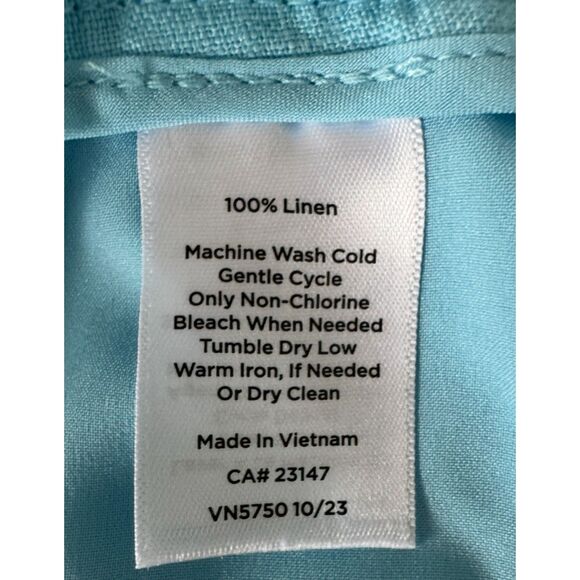 100% Linen
Machine Wash Cold
Gentle Cycle
Only Non-Chlorine
Bleach When Needed
Tumble Dry Low
Warm Iron, If Needed
Or Dry Clean
Made In Vietnam
CA# 23147
VN5750 10/23